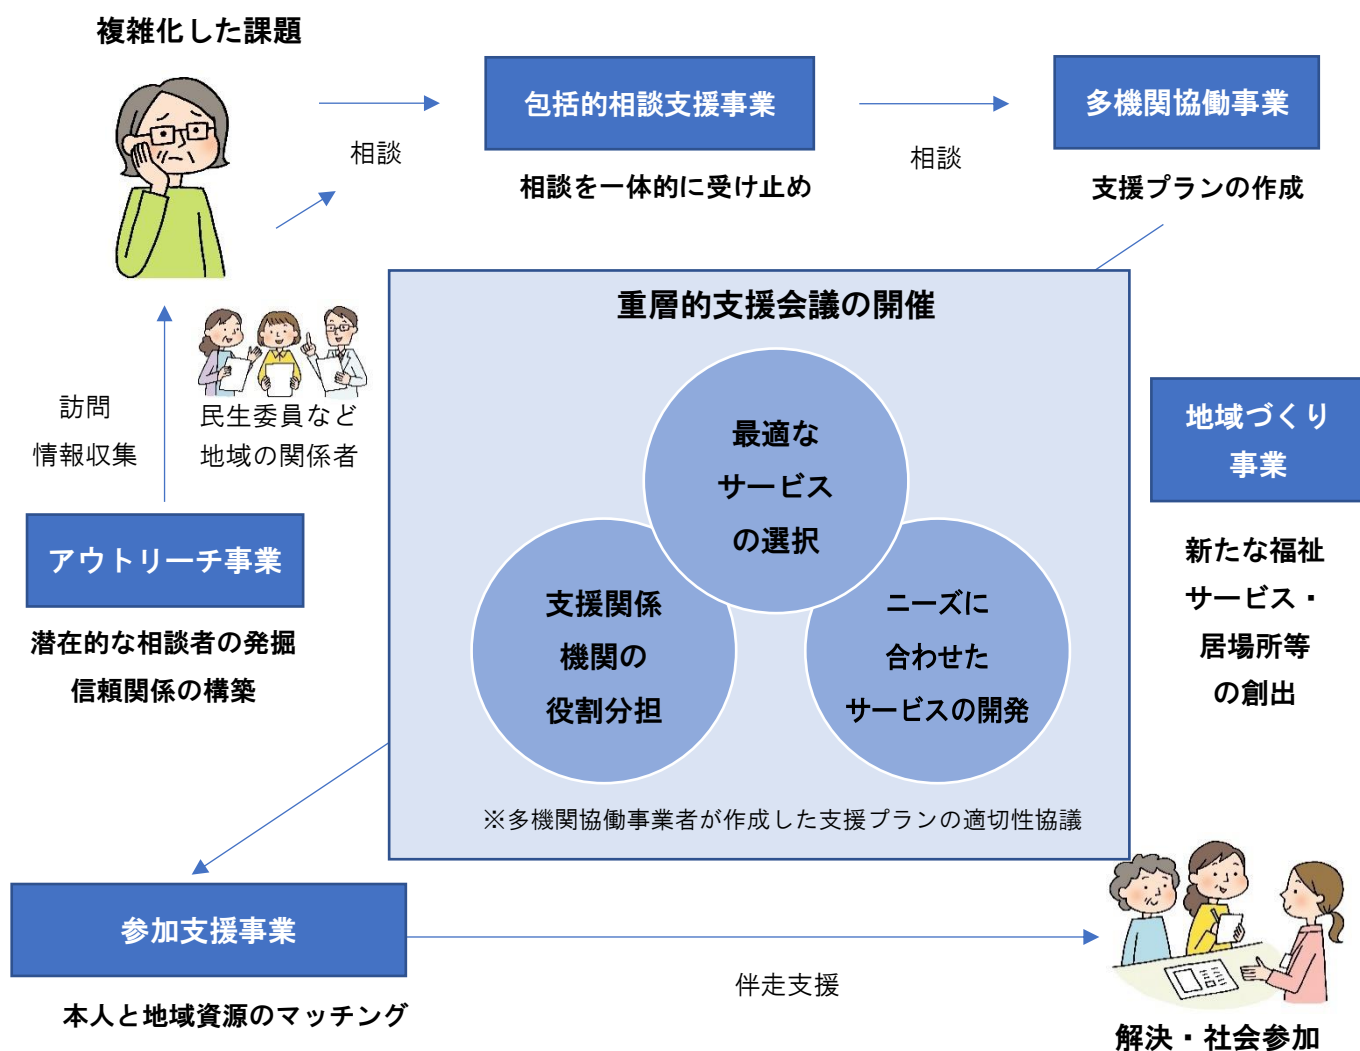 複雑化した課題
包括的相談支援事業
多機関協働事業
相談
相談
相談を一体的に受け止め
支援プランの作成
重層的支援会議の開催
最適な
サービス
の選択
支援関係
機関の
役割分担
ニーズに
合わせた
サービスの開発
※多機関協働事業者が作成した支援プランの適切性協議
訪問
情報収集
民生委員など
地域の関係者
地域づくり
事業
新たな福祉
サービス・
居場所等
の創出
アウトリーチ事業
潜在的な相談者の発掘
信頼関係の構築
参加支援事業
本人と地域資源のマッチング
伴走支援
解決・社会参加